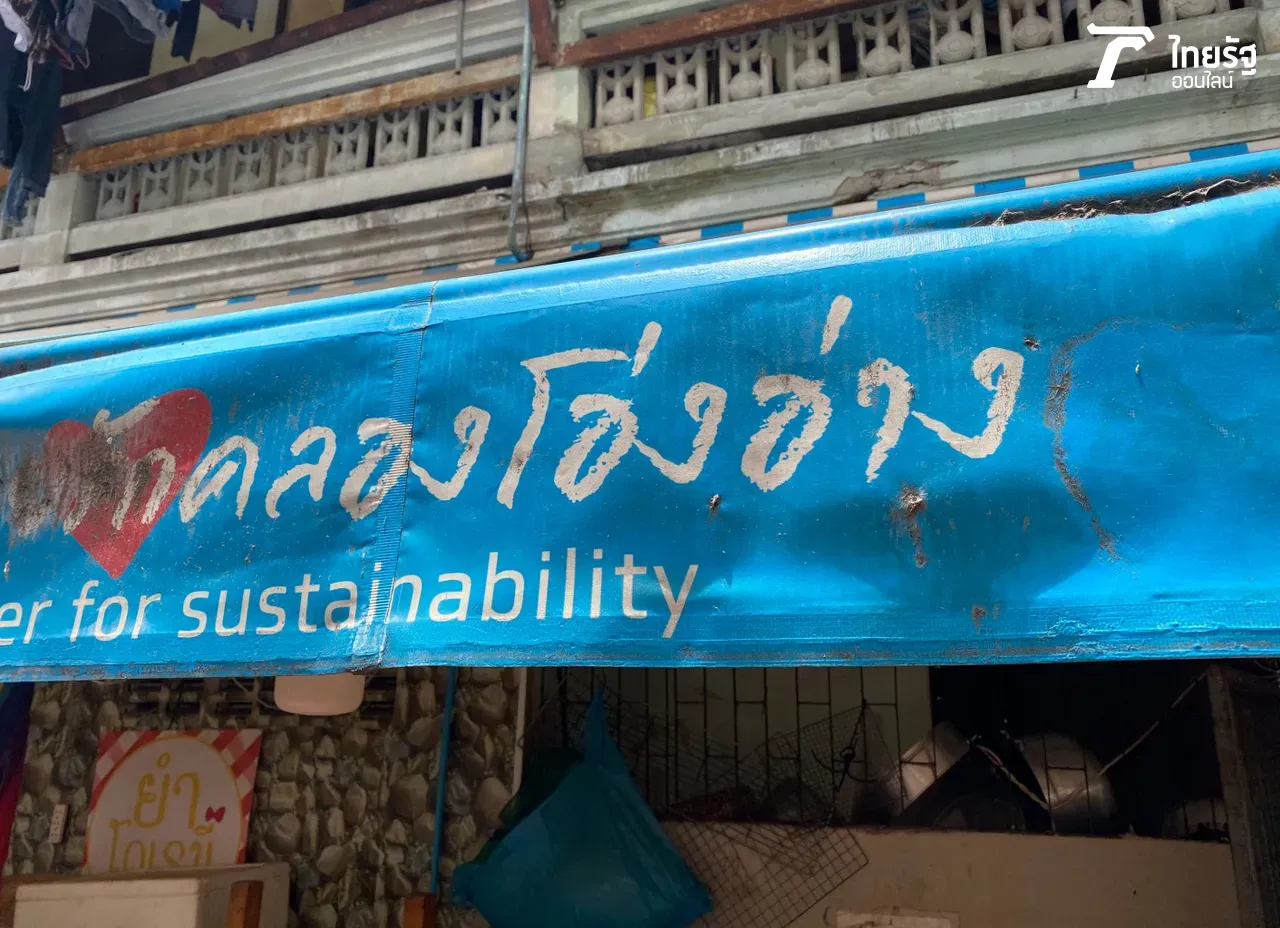 ไทยรัฐ
ออนไลน์
คลองโอ่งอ่าง
for sustainability
ยำ